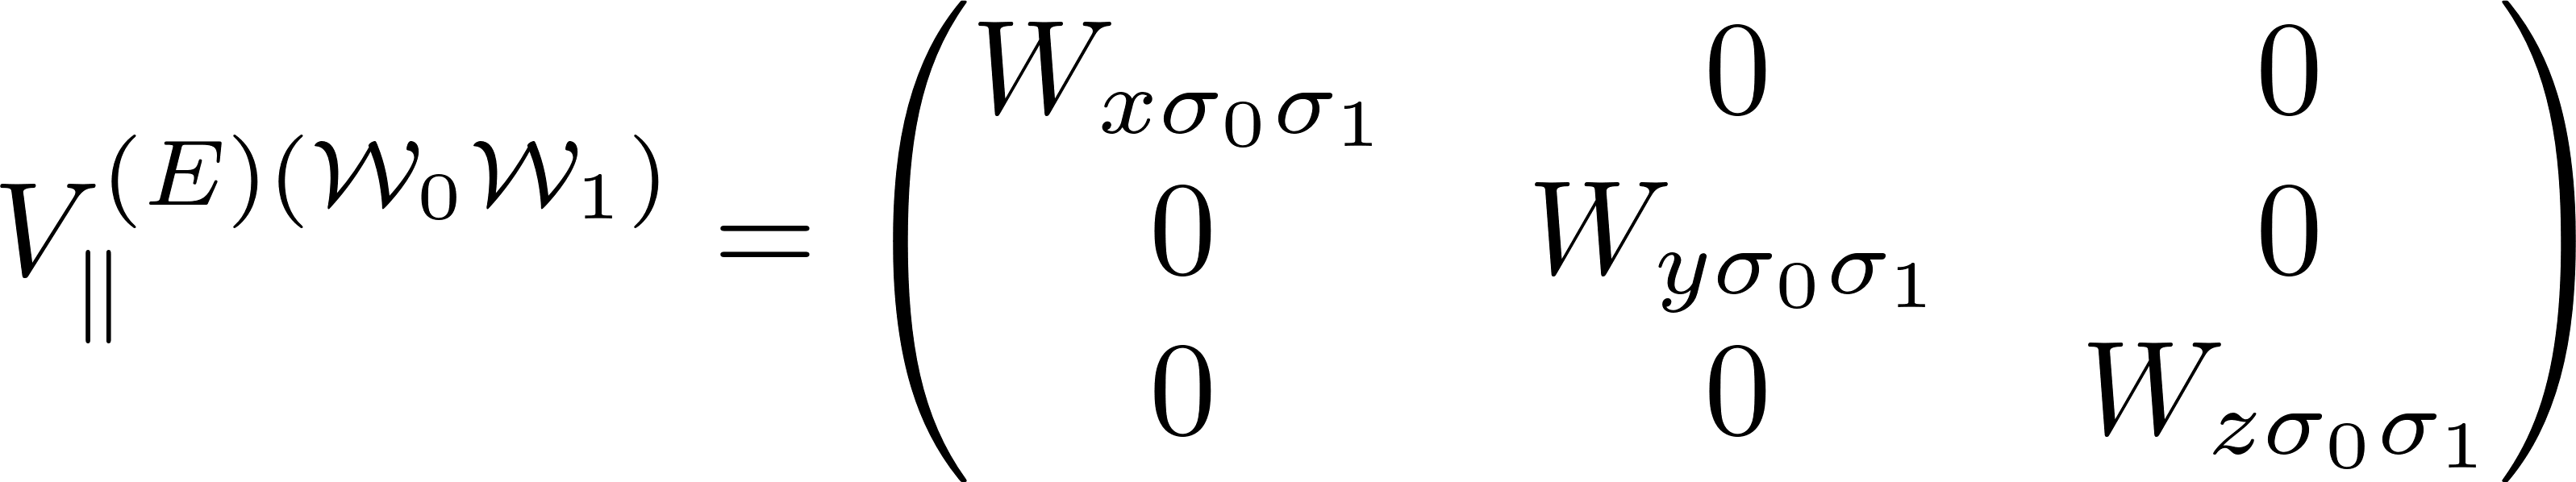 $V_{\parallel}^{(E)(\mathcal{W}_0 \mathcal{W}_1)} = \begin{pmatrix} W_{x\sigma_0\sigma_1} & 0 & 0 \\ 0 & W_{y\sigma_0\sigma_1} & 0 \\ 0 & 0 & W_{z\sigma_0\sigma_1} \end{pmatrix}$